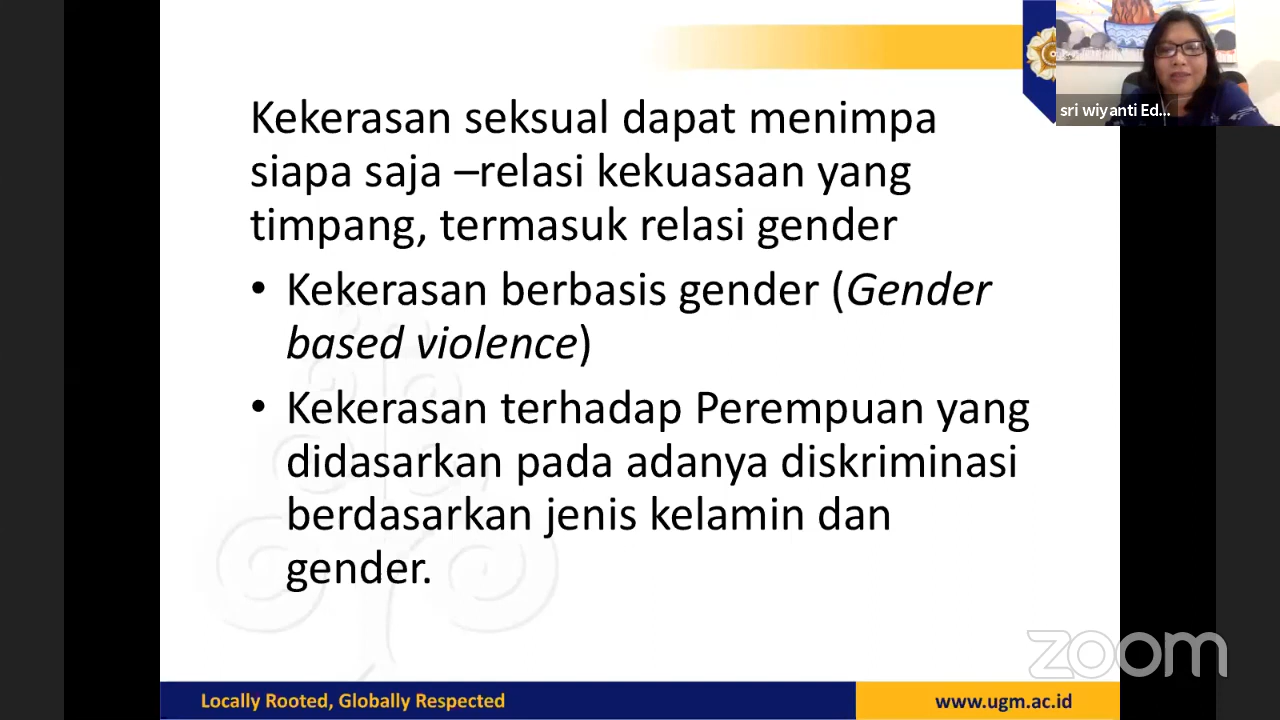 Kekerasan seksual dapat menimpa
siapa saja –relasi kekuasaan yang
timpang, termasuk relasi gender
• Kekerasan berbasis gender (Gender
based violence)
• Kekerasan terhadap Perempuan yang
didasarkan pada adanya diskriminasi
berdasarkan jenis kelamin dan
gender.
sri wiyanti Ed...
zoom
Locally Rooted, Globally Respected
www.ugm.ac.id